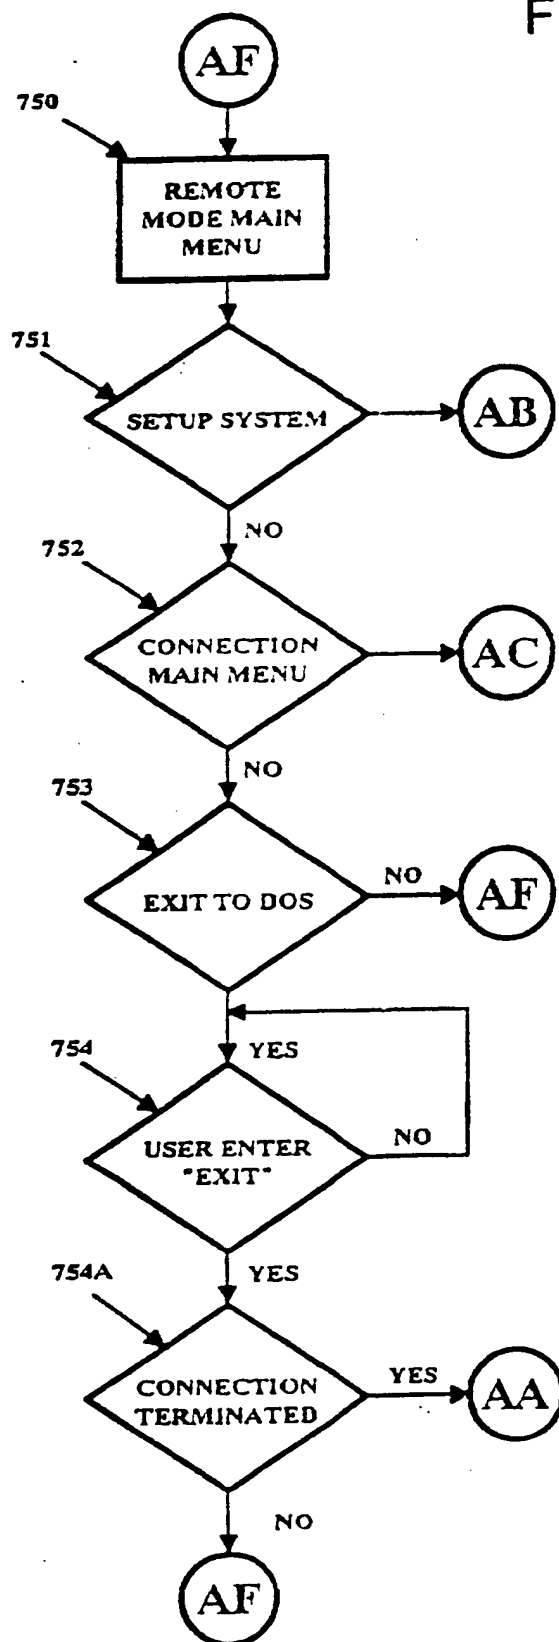 F
AF
750
REMOTE
MODE MAIN
MENU
751
SETUP SYSTEM
AB
NO
752
CONNECTION
MAIN MENU
AC
NO
753
EXIT TO DOS
NO
AF
YES
754
USER ENTER
"EXIT"
NO
YES
754A
CONNECTION
TERMINATED
YES
AA
NO
AF